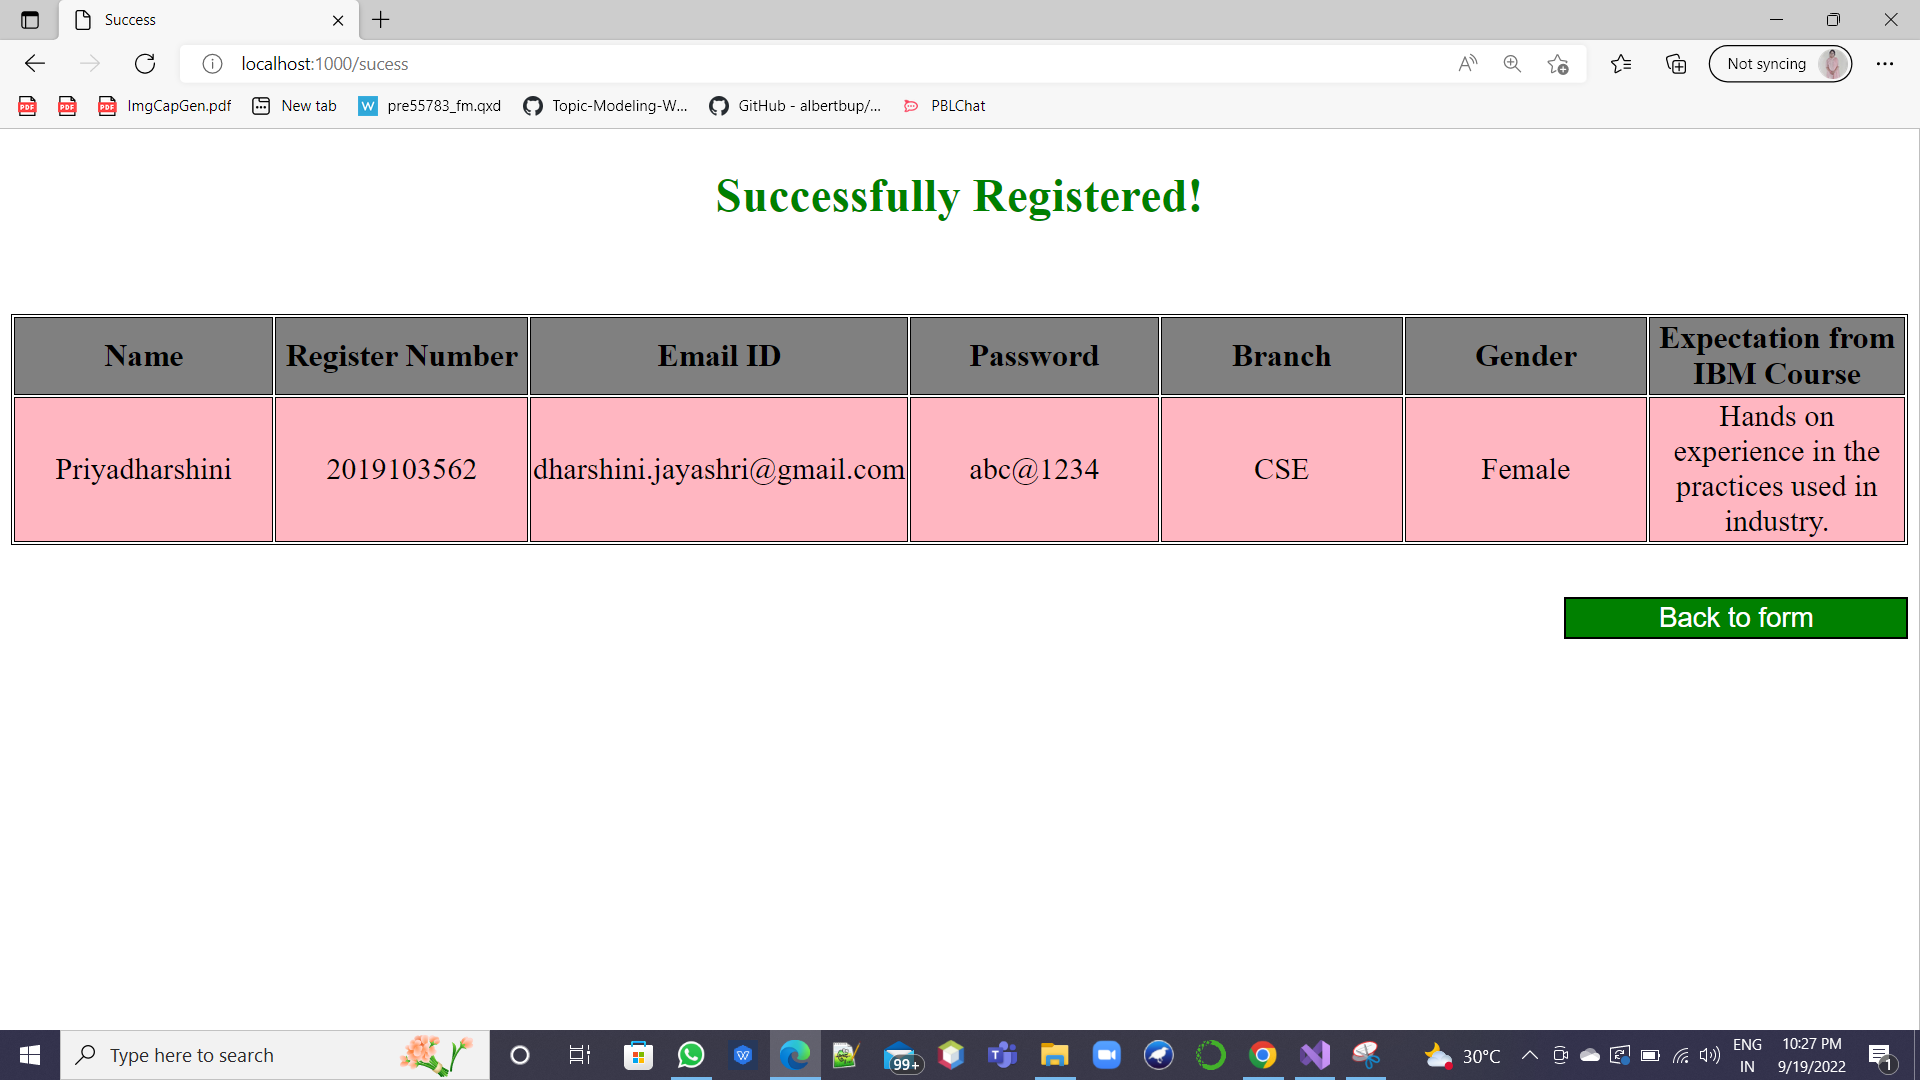 Success
localhost:1000/sucess
Not syncing
ImgCapGen.pdf
New tab
pre55783_fm.qxd
Topic-Modeling-W...
GitHub - albertbup/...
PBLChat
Successfully Registered!
Name
Register Number
Email ID
Password
Branch
Gender
Expectation from
IBM Course
Priyadharshini
2019103562
dharshini.jayashri@gmail.com
abc@1234
CSE
Female
Hands on
experience in the
practices used in
industry.
Back to form
Type here to search
99+
30°C
ENG
IN
10:27 PM
9/19/2022
1